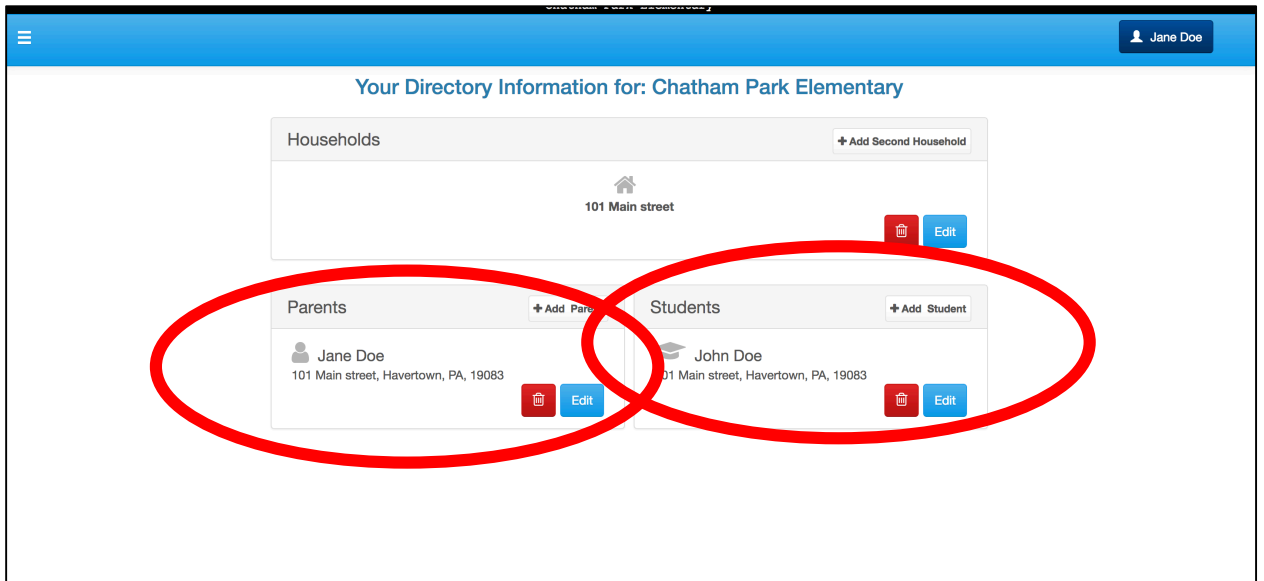 Jane Doe
Your Directory Information for: Chatham Park Elementary
Households
+ Add Second Household
101 Main street
Edit
Parents
+ Add
Students
+ Add Student
Jane Doe
101 Main street, Havertown, PA, 19083
Edit
John Doe
Main street, Havertown, PA, 19083
Edit